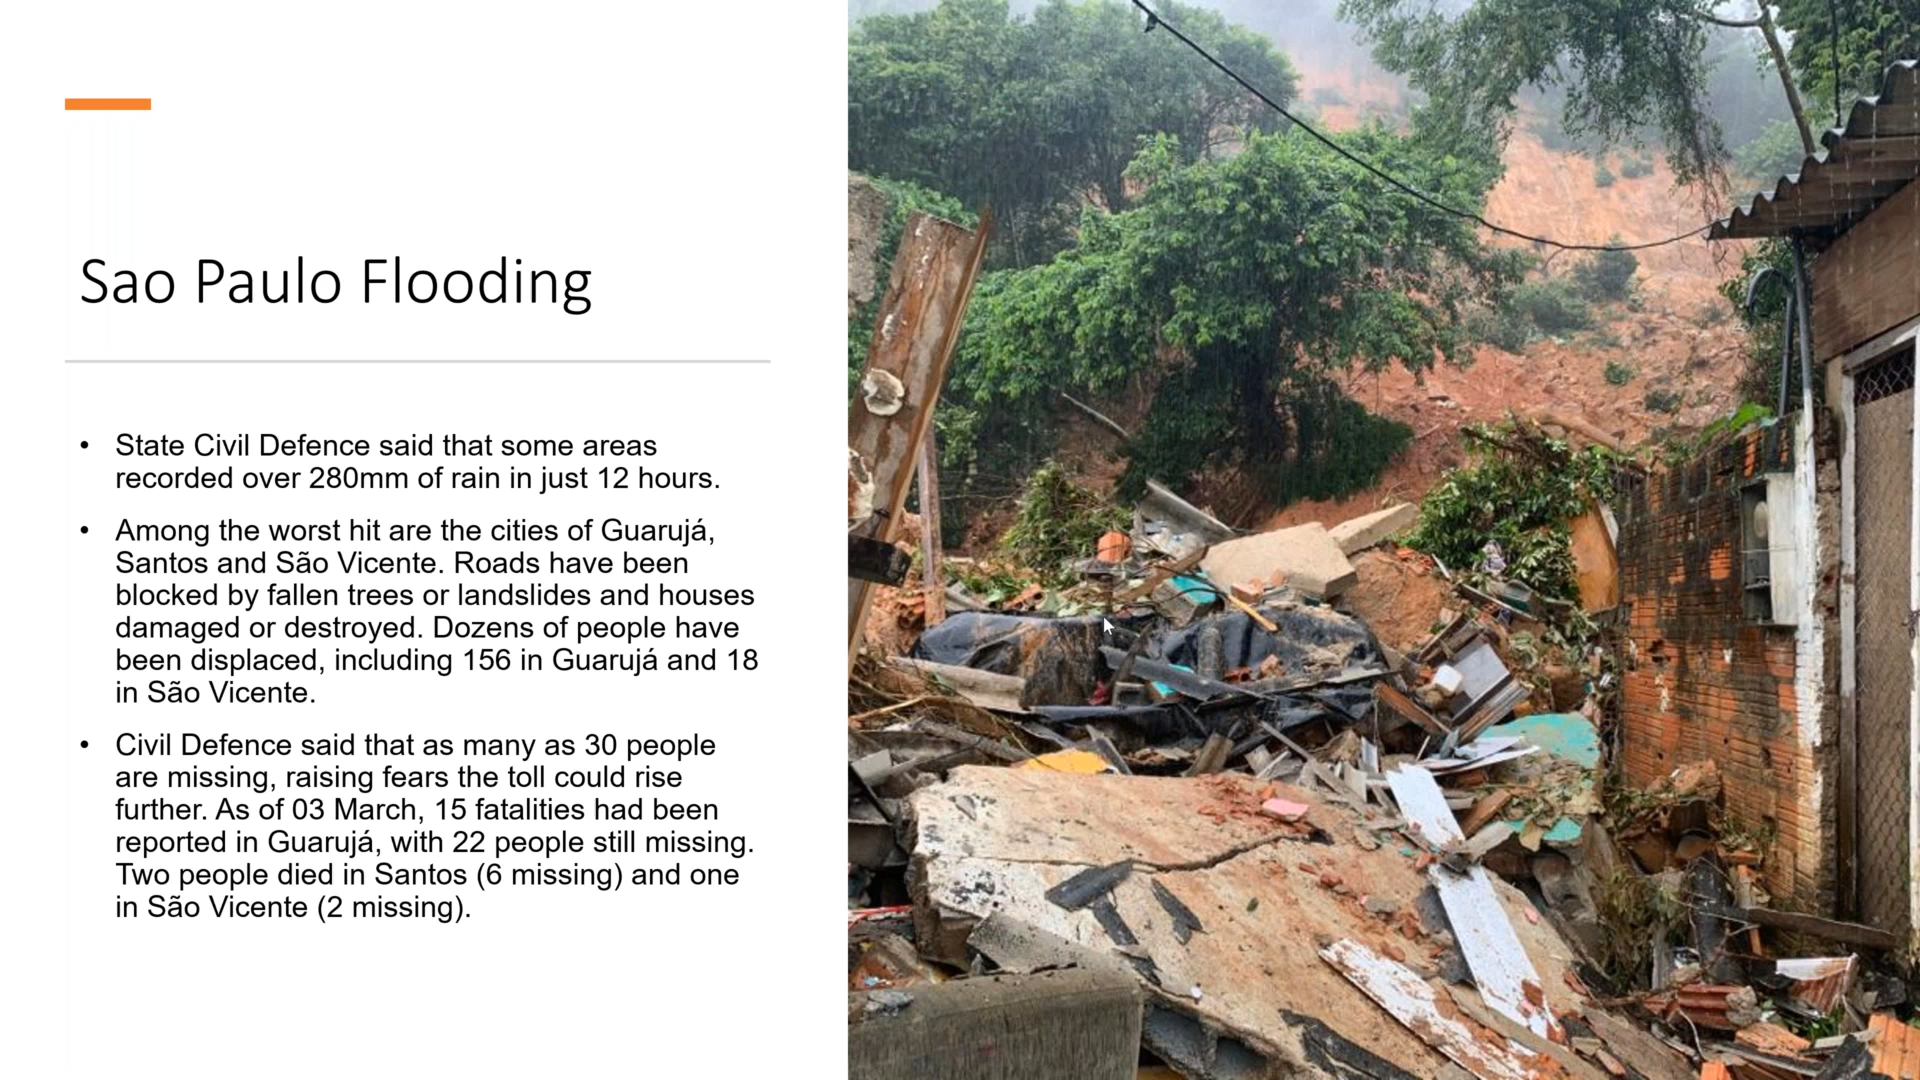 Sao Paulo Flooding
• State Civil Defence said that some areas
recorded over 280mm of rain in just 12 hours.
• Among the worst hit are the cities of Guarujá,
Santos and São Vicente. Roads have been
blocked by fallen trees or landslides and houses
damaged or destroyed. Dozens of people have
been displaced, including 156 in Guarujá and 18
in São Vicente.
• Civil Defence said that as many as 30 people
are missing, raising fears the toll could rise
further. As of 03 March, 15 fatalities had been
reported in Guarujá, with 22 people still missing.
Two people died in Santos (6 missing) and one
in São Vicente (2 missing).